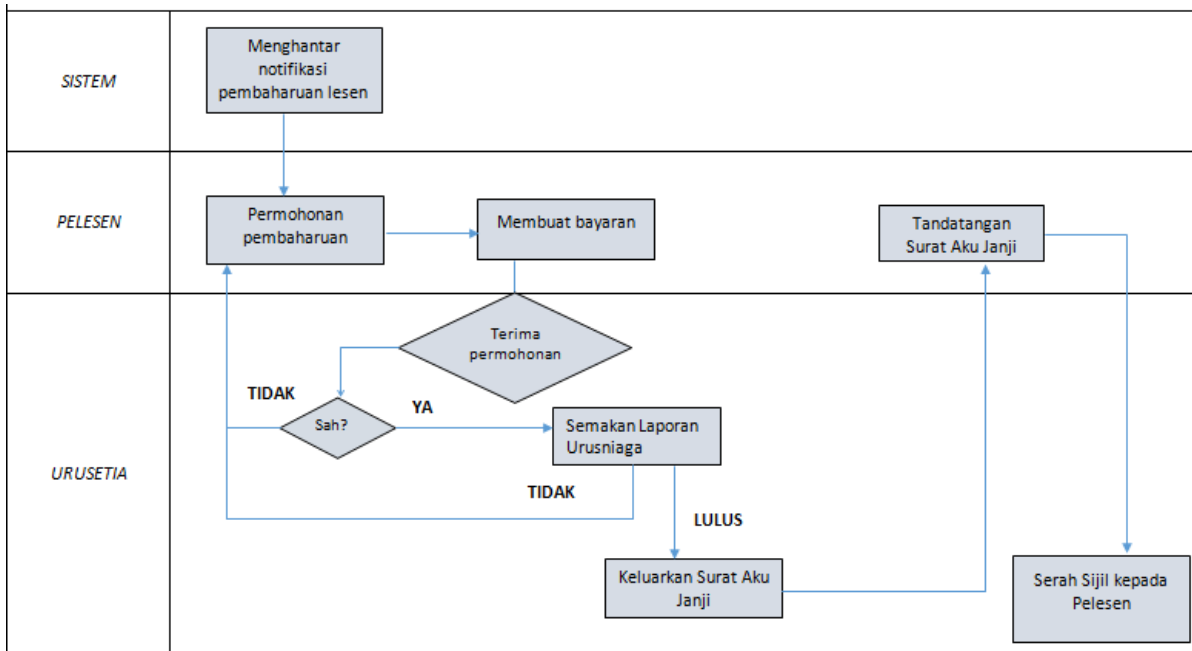 SISTEM
Menghantar
notifikasi
pembaharuan lesen
PELESEN
Permohonan
pembaharuan
Membuat bayaran
Tandatangan
Surat Aku Janji
URUSETIA
Terima
permohonan
TIDAK
Sah?
YA
Semakan Laporan
Urusniaga
TIDAK
LULUS
Keluarkan Surat Aku
Janji
Serah Sijil kepada
Pelesen